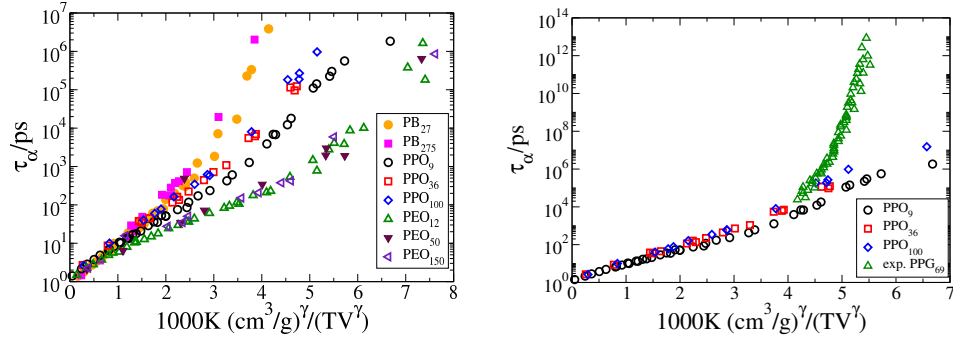 10^7
10^6
10^5
10^4
10^3
10^2
10^1
10^0
τ_α/ps
0 1 2 3 4 5 6 7 8
1000K (cm^3/g)^γ/(TV^γ)
PB_27
PB_275
PPO_9
PPO_36
PPO_100
PEO_12
PEO_50
PEO_150
10^14
10^12
10^10
10^8
10^6
10^4
10^2
10^0
τ_α/ps
0 1 2 3 4 5 6 7
1000K (cm^3/g)^γ/(TV^γ)
PPO_9
PPO_36
PPO_100
exp. PPG_69